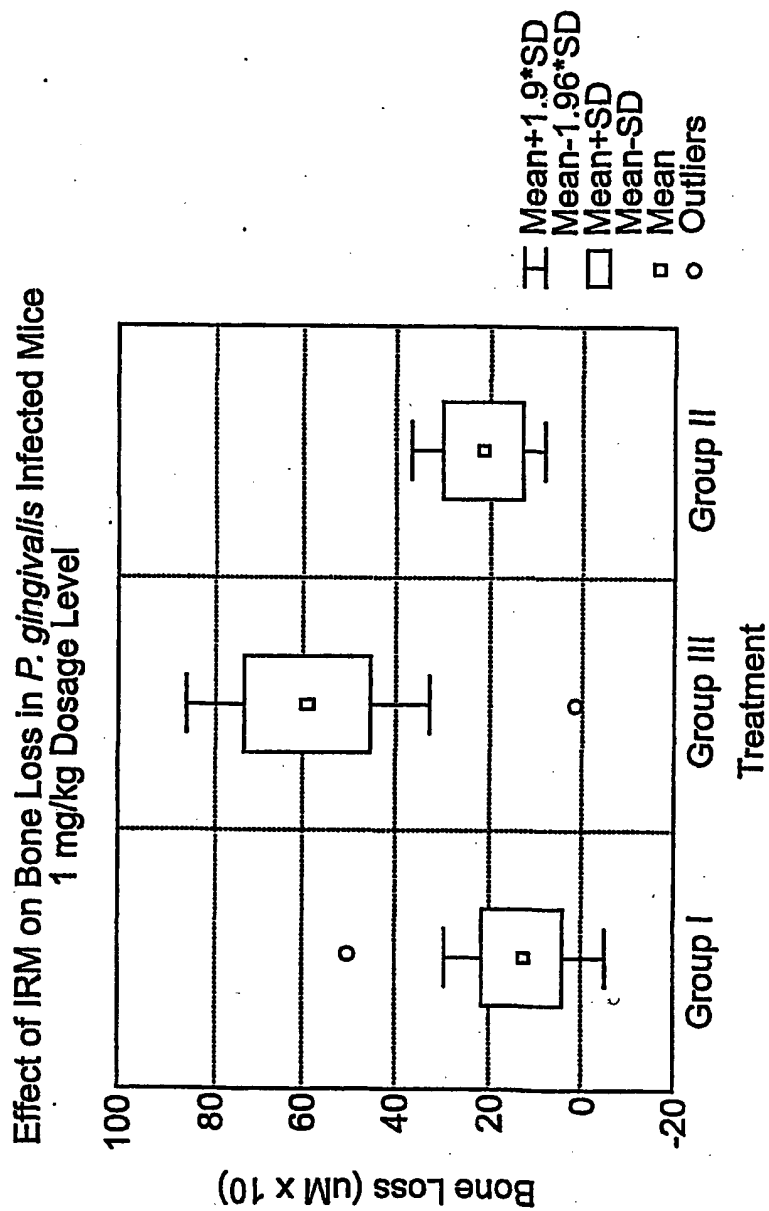 Effect of IRM on Bone Loss in P. gingivalis Infected Mice
1 mg/kg Dosage Level
100
80
60
40
20
0
-20
Bone Loss (uM x 10)
Group I
Group III
Group II
Treatment
Mean+1.9*SD
Mean-1.96*SD
Mean+SD
Mean-SD
Mean
Outliers